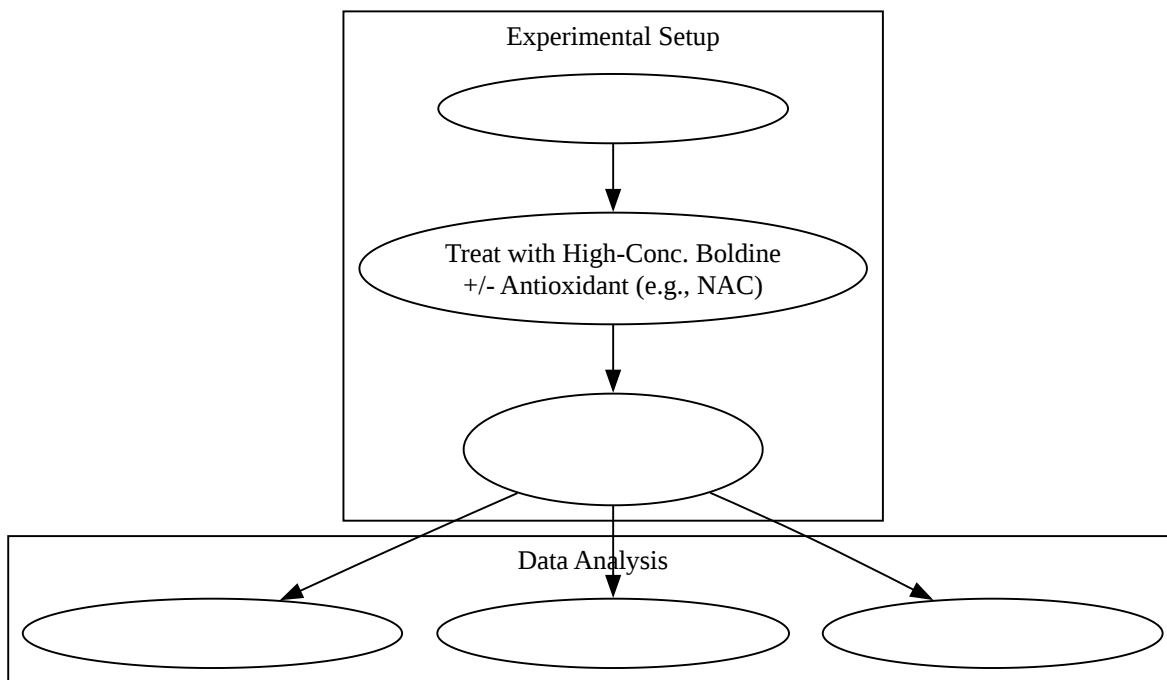 Experimental Setup
Treat with High-Conc. Boldine
+/- Antioxidant (e.g., NAC)
Data Analysis